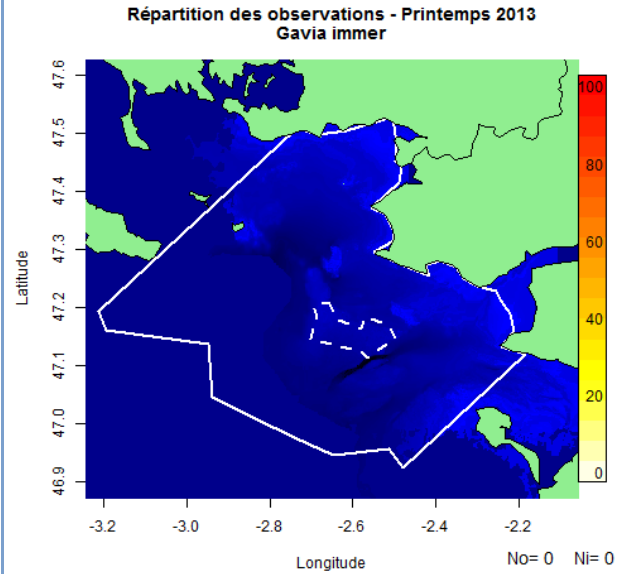 Répartition des observations - Printemps 2013
Gavia immer
47.6
47.5
47.4
47.3
47.2
47.1
47.0
46.9
Latitude
-3.2 -3.0 -2.8 -2.6 -2.4 -2.2
Longitude
100
80
60
40
20
0
No= 0 Ni= 0